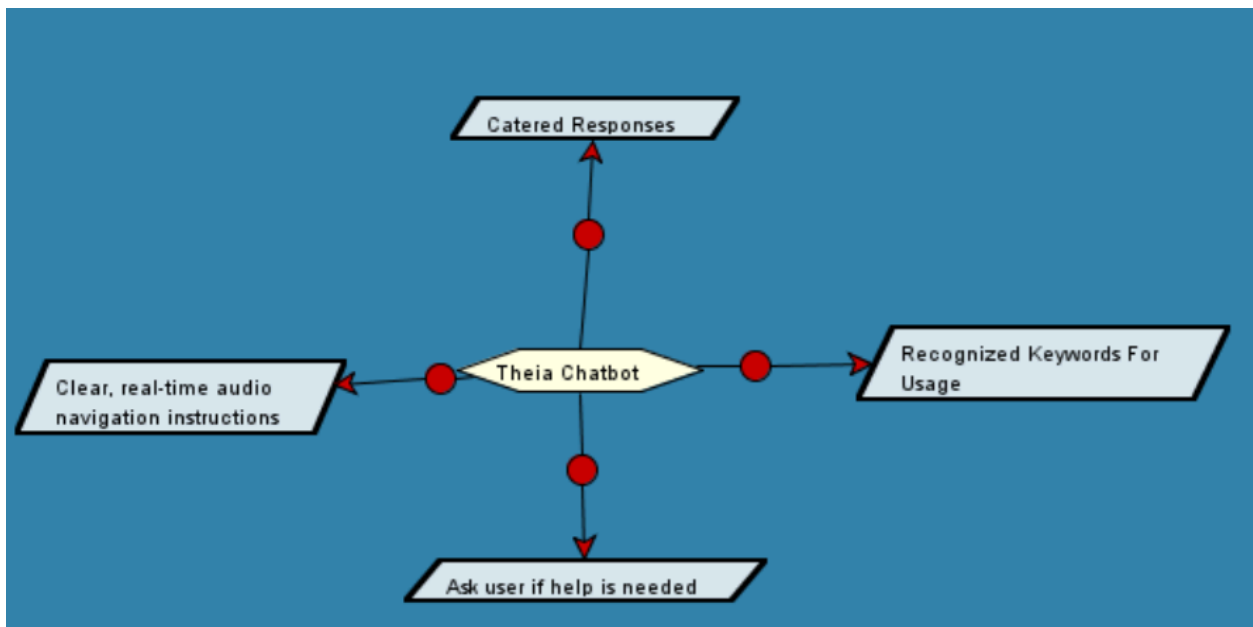 Catered Responses
Recognized Keywords For
Usage
Theia Chatbot
Clear, real-time audio
navigation instructions
Ask user if help is needed